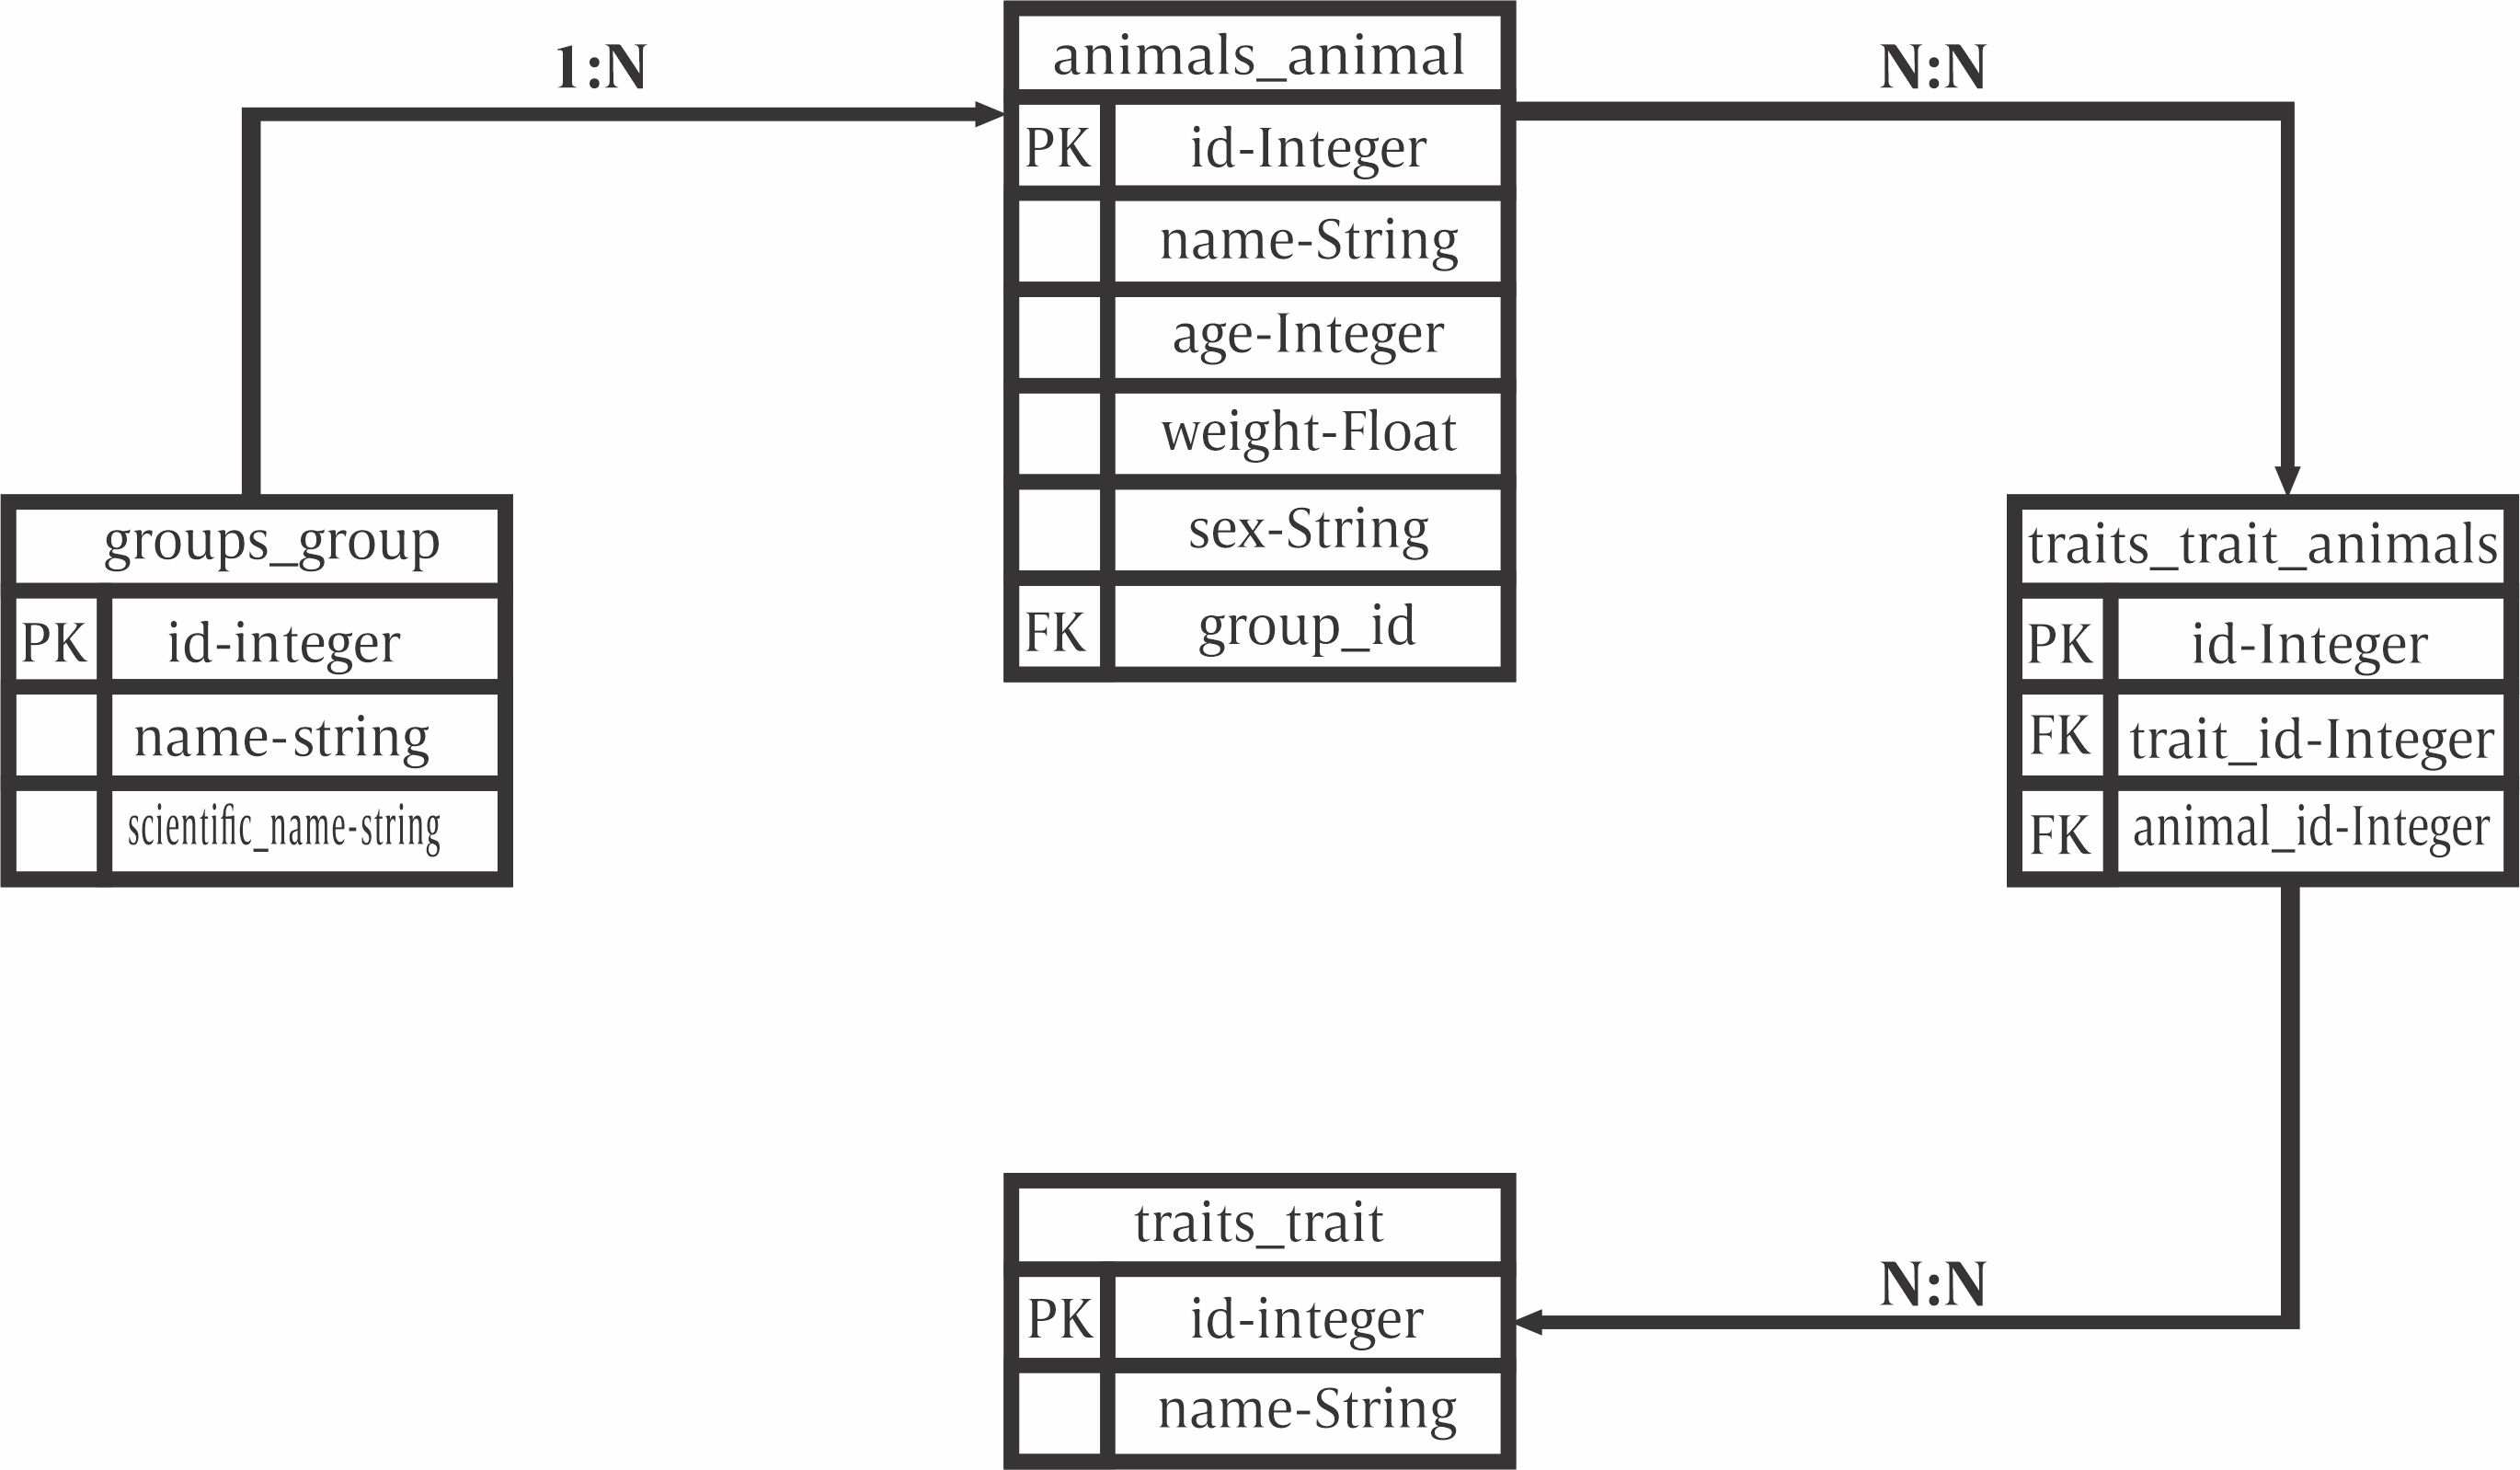 1:N
N:N
animals_animal
PK id-Integer
name-String
age-Integer
weight-Float
sex-String
FK group_id
groups_group
PK id-integer
name-string
scientific_name-string
traits_trait_animals
PK id-Integer
FK trait_id-Integer
FK animal_id-Integer
traits_trait
PK id-integer
name-String
N:N